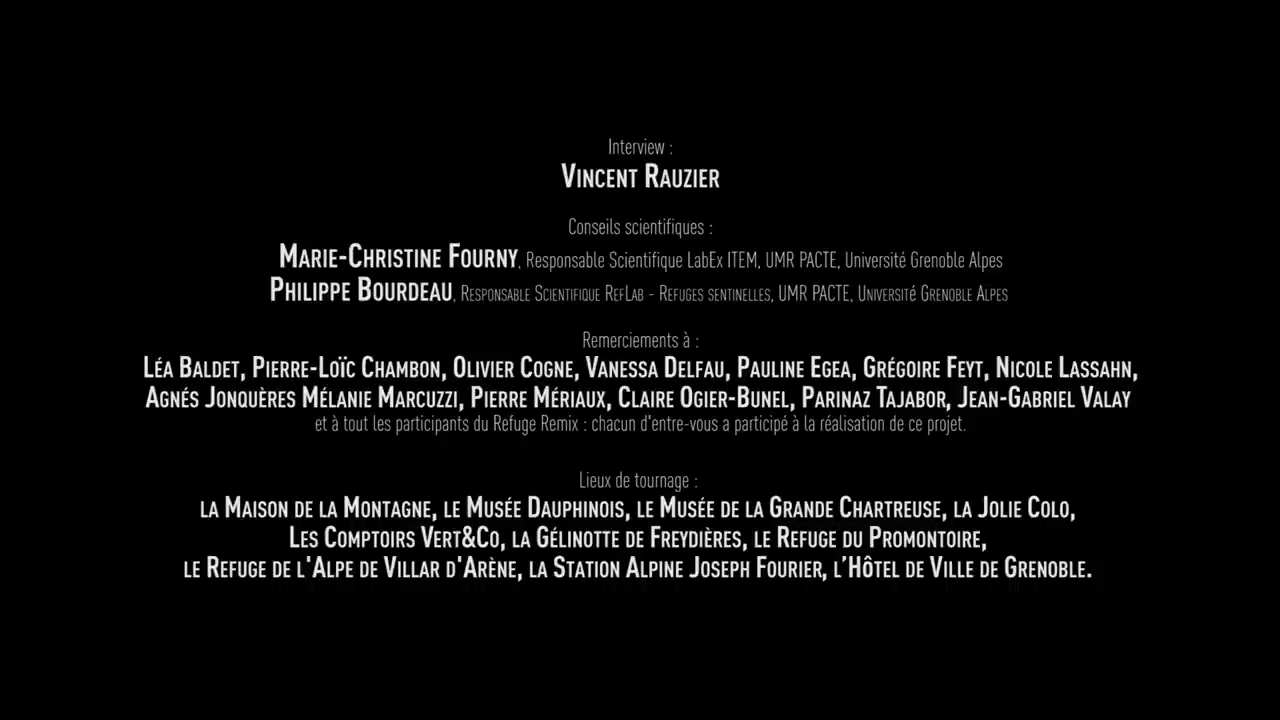 Interview :
Vincent Rauzier
Conseils scientifiques :
Marie-Christine Fourny, Responsable Scientifique LabEx ITEM, UMR PACTE, Université Grenoble Alpes
Philippe Bourdeau, Responsable Scientifique RefLab - Refuges sentinelles, UMR PACTE, Université Grenoble Alpes
Remerciements à :
Léa Baldet, Pierre-Loïc Chambon, Olivier Cogne, Vanessa Delfau, Pauline Egea, Grégoire Feyt, Nicole Lassahn,
Agnés Jonquères Mélanie Marcuzzi, Pierre Mériaux, Claire Ogier-Bunel, Parinaz Tajabor, Jean-Gabriel Valay
et à tout les participants du Refuge Remix : chacun d'entre-vous a participé à la réalisation de ce projet.
Lieux de tournage :
la Maison de la Montagne, le Musée Dauphinois, le Musée de la Grande Chartreuse, la Jolie Colo,
Les Comptoirs Vert&Co, la Gélinotte de Freydières, le Refuge du Promontoire,
le Refuge de l'Alpe de Villar d'Arène, la Station Alpine Joseph Fourier, l’Hôtel de Ville de Grenoble.